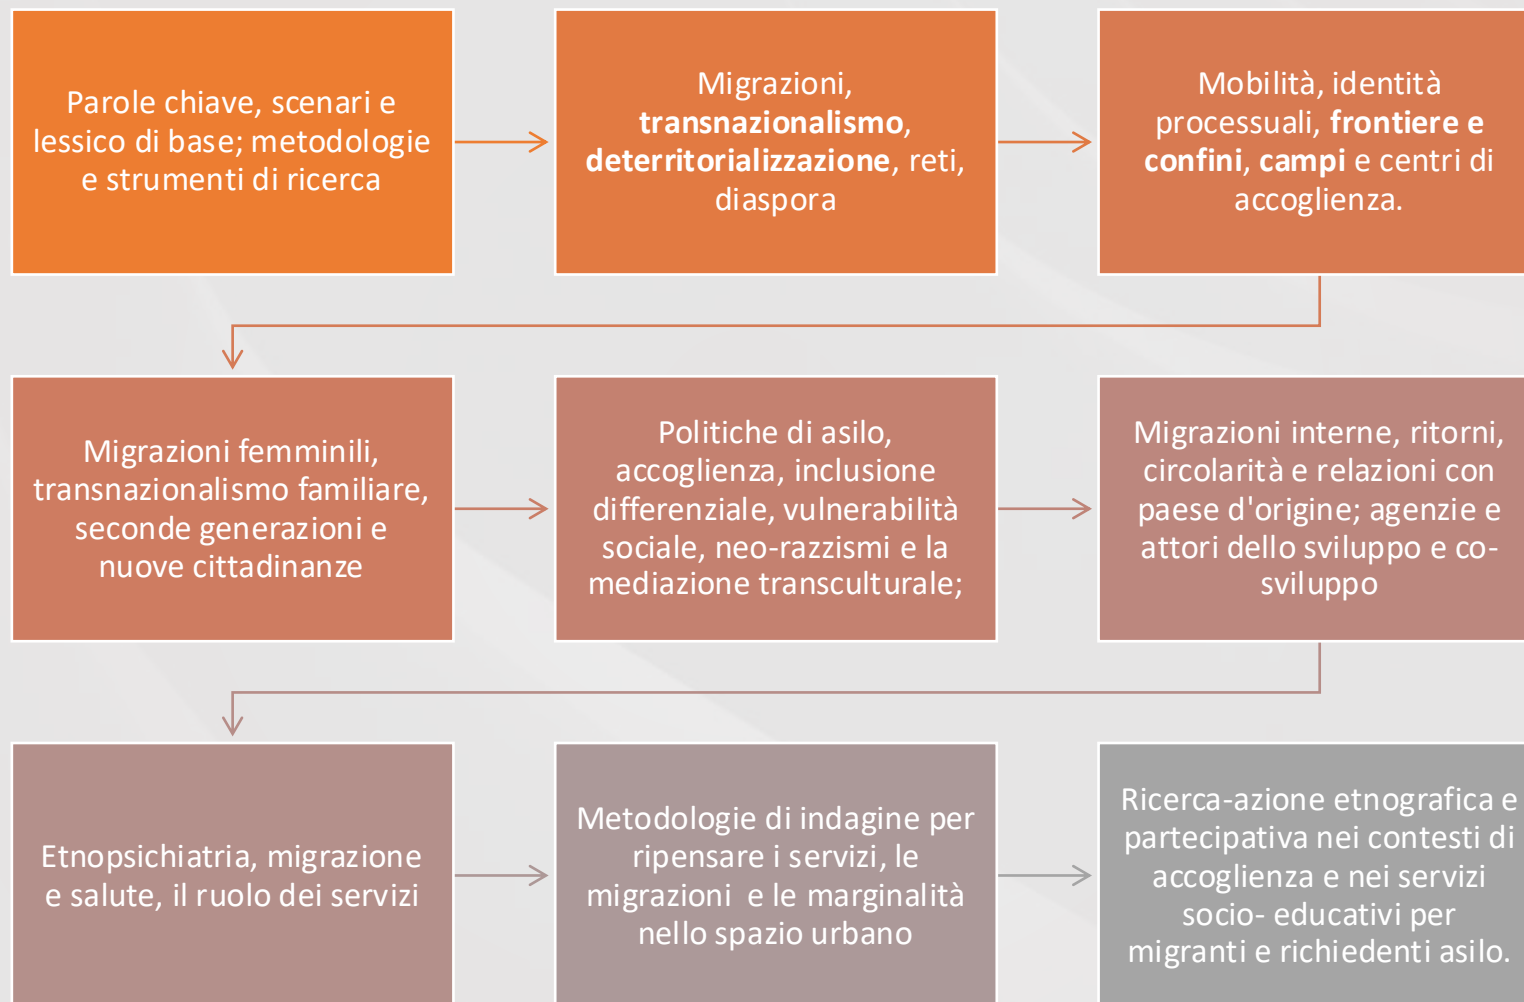 Parole chiave, scenari e
lessico di base; metodologie
e strumenti di ricerca
Migrazioni,
transnazionalismo,
deterritorializzazione, reti,
diaspora
Mobilità, identità
processuali, frontiere e
confini, campi e centri di
accoglienza.
Migrazioni femminili,
transnazionalismo familiare,
seconde generazioni e
nuove cittadinanze
Politiche di asilo,
accoglienza, inclusione
differenziale, vulnerabilità
sociale, neo-razzismi e la
mediazione transculturale;
Migrazioni interne, ritorni,
circolarità e relazioni con
paese d'origine; agenzie e
attori dello sviluppo e co-
sviluppo
Etnopsichiatria, migrazione
e salute, il ruolo dei servizi
Metodologie di indagine per
ripensare i servizi, le
migrazioni e le marginalità
nello spazio urbano
Ricerca-azione etnografica e
partecipativa nei contesti di
accoglienza e nei servizi
socio- educativi per
migranti e richiedenti asilo.